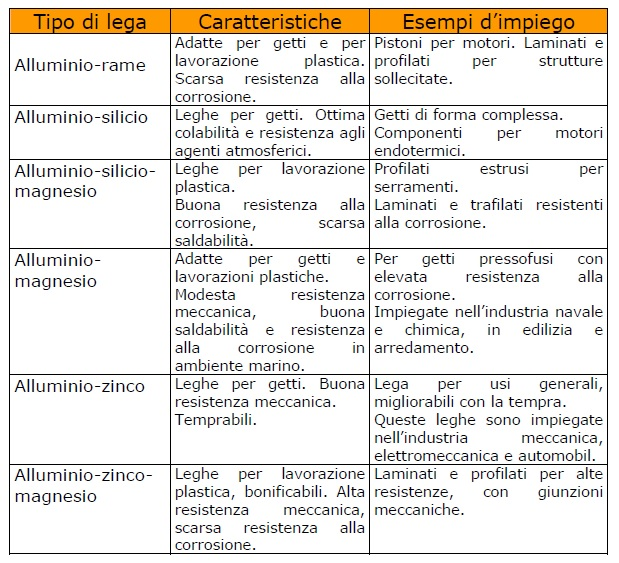 Tipo di lega
Caratteristiche
Esempi d'impiego
Alluminio-rame
Adatte per getti e per
lavorazione plastica.
Scarsa resistenza alla
corrosione.
Pistoni per motori. Laminati e
profilati per strutture
sollecitate.
Alluminio-silicio
Leghe per getti. Ottima
colabilità e resistenza agli
agenti atmosferici.
Getti di forma complessa.
Componenti per motori
endotermici.
Alluminio-silicio-
magnesio
Leghe per lavorazione
plastica.
Buona resistenza alla
corrosione, scarsa
saldabilità.
Profilati estrusi per
serramenti.
Laminati e trafilati resistenti
alla corrosione.
Alluminio-
magnesio
Adatte per getti e
lavorazioni plastiche.
Modesta resistenza
meccanica, buona
saldabilità e resistenza
alla corrosione in
ambiente marino.
Per getti pressofusi con
elevata resistenza alla
corrosione.
Impiegate nell'industria navale
e chimica, in edilizia e
arredamento.
Alluminio-zinco
Leghe per getti. Buona
resistenza meccanica.
Temprabili.
Lega per usi generali,
migliorabili con la tempra.
Queste leghe sono impiegate
nell'industria meccanica,
elettromeccanica e automobil.
Alluminio-zinco-
magnesio
Leghe per lavorazione
plastica, bonificabili. Alta
resistenza meccanica,
scarsa resistenza alla
corrosione.
Laminati e profilati per alte
resistenze, con giunzioni
meccaniche.